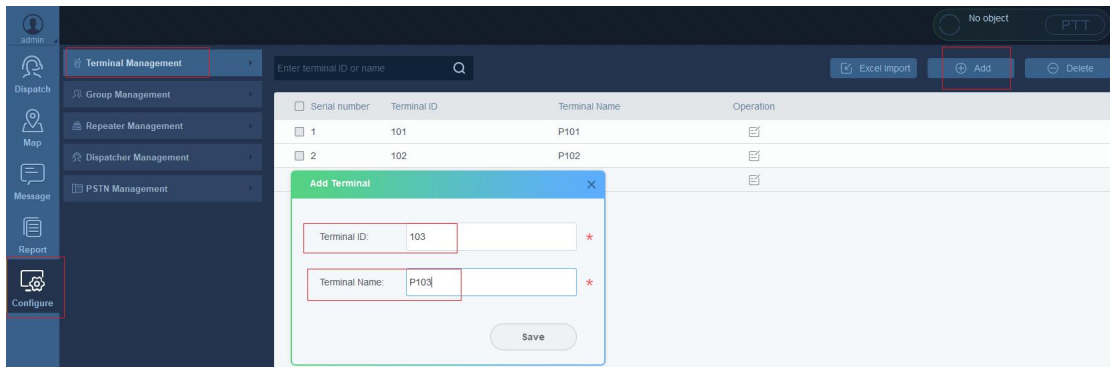 No object
PTT
admin
Terminal Management
Enter terminal ID or name
Excel Import
Add
Delete
Dispatch
Group Management
Serial number Terminal ID Terminal Name Operation
Repeater Management
1 101 P101
Map
Dispatcher Management
2 102 P102
PSTN Management
Add Terminal
Message
Terminal ID: 103 *
Report
Terminal Name: P103 *
Configure
Save